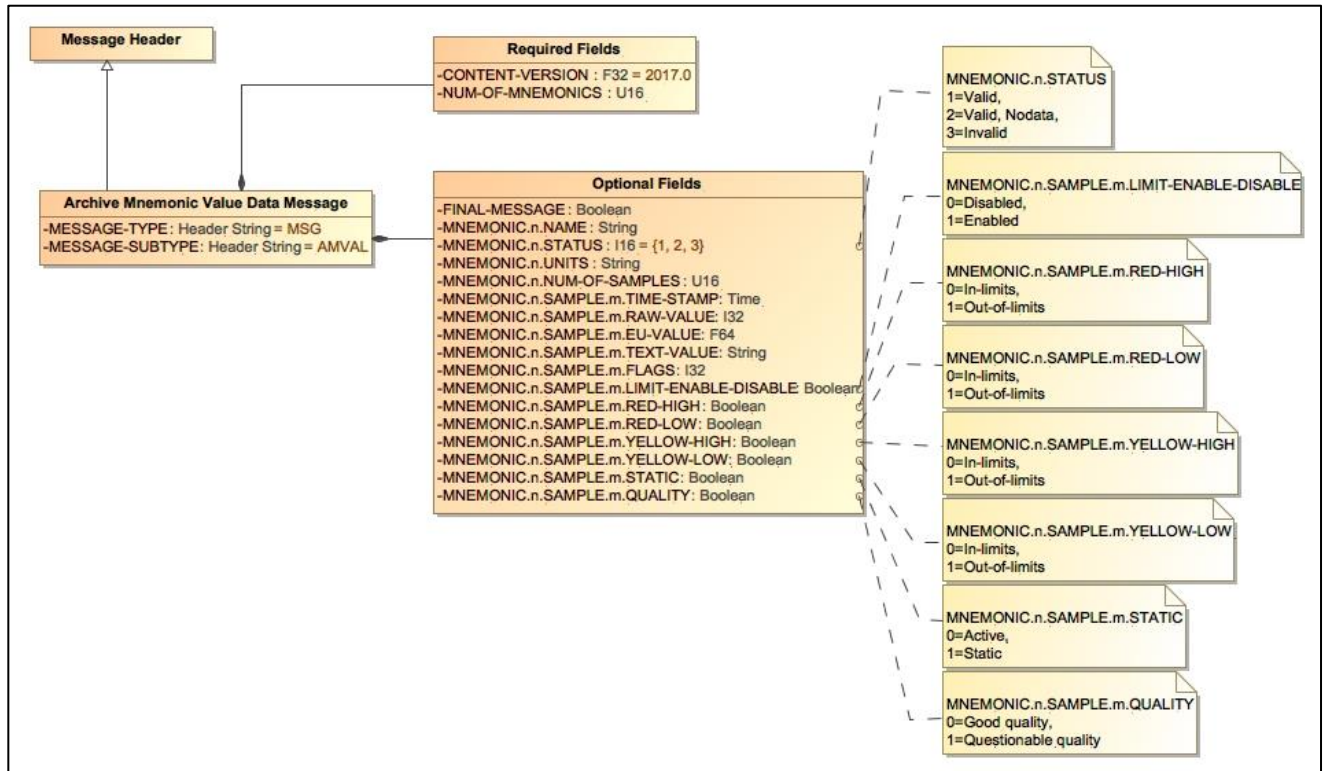 Message Header
Required Fields
-CONTENT-VERSION : F32 = 2017.0
-NUM-OF-MNEMONICS : U16
Archive Mnemonic Value Data Message
-MESSAGE-TYPE: Header String = MSG
-MESSAGE-SUBTYPE: Header String = AMVAL
Optional Fields
-FINAL-MESSAGE : Boolean
-MNEMONIC.n.NAME : String
-MNEMONIC.n.STATUS : I16 = {1, 2, 3}
-MNEMONIC.n.UNITS : String
-MNEMONIC.n.NUM-OF-SAMPLES : U16
-MNEMONIC.n.SAMPLE.m.TIME-STAMP: Time
-MNEMONIC.n.SAMPLE.m.RAW-VALUE: I32
-MNEMONIC.n.SAMPLE.m.EU-VALUE: F64
-MNEMONIC.n.SAMPLE.m.TEXT-VALUE: String
-MNEMONIC.n.SAMPLE.m.FLAGS: I32
-MNEMONIC.n.SAMPLE.m.LIMIT-ENABLE-DISABLE: Boolean
-MNEMONIC.n.SAMPLE.m.RED-HIGH: Boolean
-MNEMONIC.n.SAMPLE.m.RED-LOW: Boolean
-MNEMONIC.n.SAMPLE.m.YELLOW-HIGH: Boolean
-MNEMONIC.n.SAMPLE.m.YELLOW-LOW: Boolean
-MNEMONIC.n.SAMPLE.m.STATIC: Boolean
-MNEMONIC.n.SAMPLE.m.QUALITY: Boolean
MNEMONIC.n.STATUS
1=Valid,
2=Valid, Nodata,
3=Invalid
MNEMONIC.n.SAMPLE.m.LIMIT-ENABLE-DISABLE
0=Disabled,
1=Enabled
MNEMONIC.n.SAMPLE.m.RED-HIGH
0=In-limits,
1=Out-of-limits
MNEMONIC.n.SAMPLE.m.RED-LOW
0=In-limits,
1=Out-of-limits
MNEMONIC.n.SAMPLE.m.YELLOW-HIGH
0=In-limits,
1=Out-of-limits
MNEMONIC.n.SAMPLE.m.YELLOW-LOW
0=In-limits,
1=Out-of-limits
MNEMONIC.n.SAMPLE.m.STATIC
0=Active,
1=Static
MNEMONIC.n.SAMPLE.m.QUALITY
0=Good quality,
1=Questionable quality